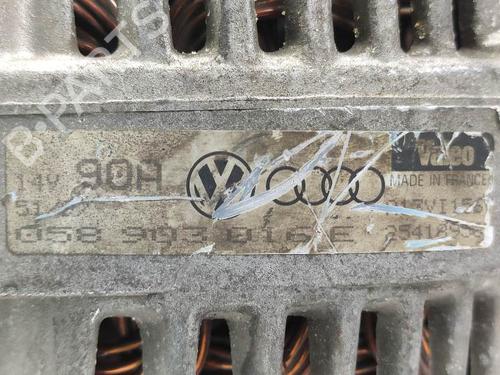 B-PARTS
14V 90A
Valeo
MADE IN FRANCE
058 903 016 E